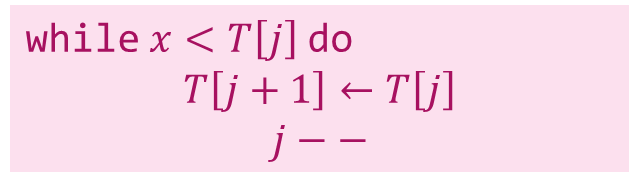 while x < T[j] do
T[j + 1] ← T[j]
j − −